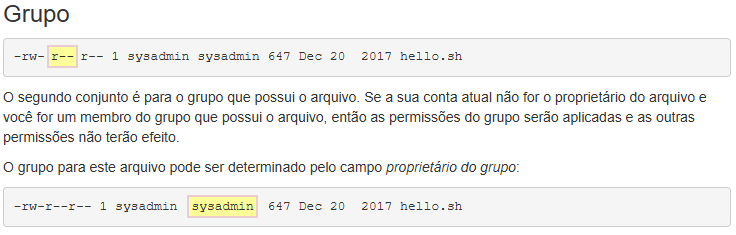 Grupo
-rw-r--r-- 1 sysadmin sysadmin 647 Dec 20  2017 hello.sh
O segundo conjunto é para o grupo que possui o arquivo. Se a sua conta atual não for o proprietário do arquivo e
você for um membro do grupo que possui o arquivo, então as permissões do grupo serão aplicadas e as outras
permissões não terão efeito.
O grupo para este arquivo pode ser determinado pelo campo proprietário do grupo:
-rw-r--r-- 1 sysadmin sysadmin 647 Dec 20  2017 hello.sh